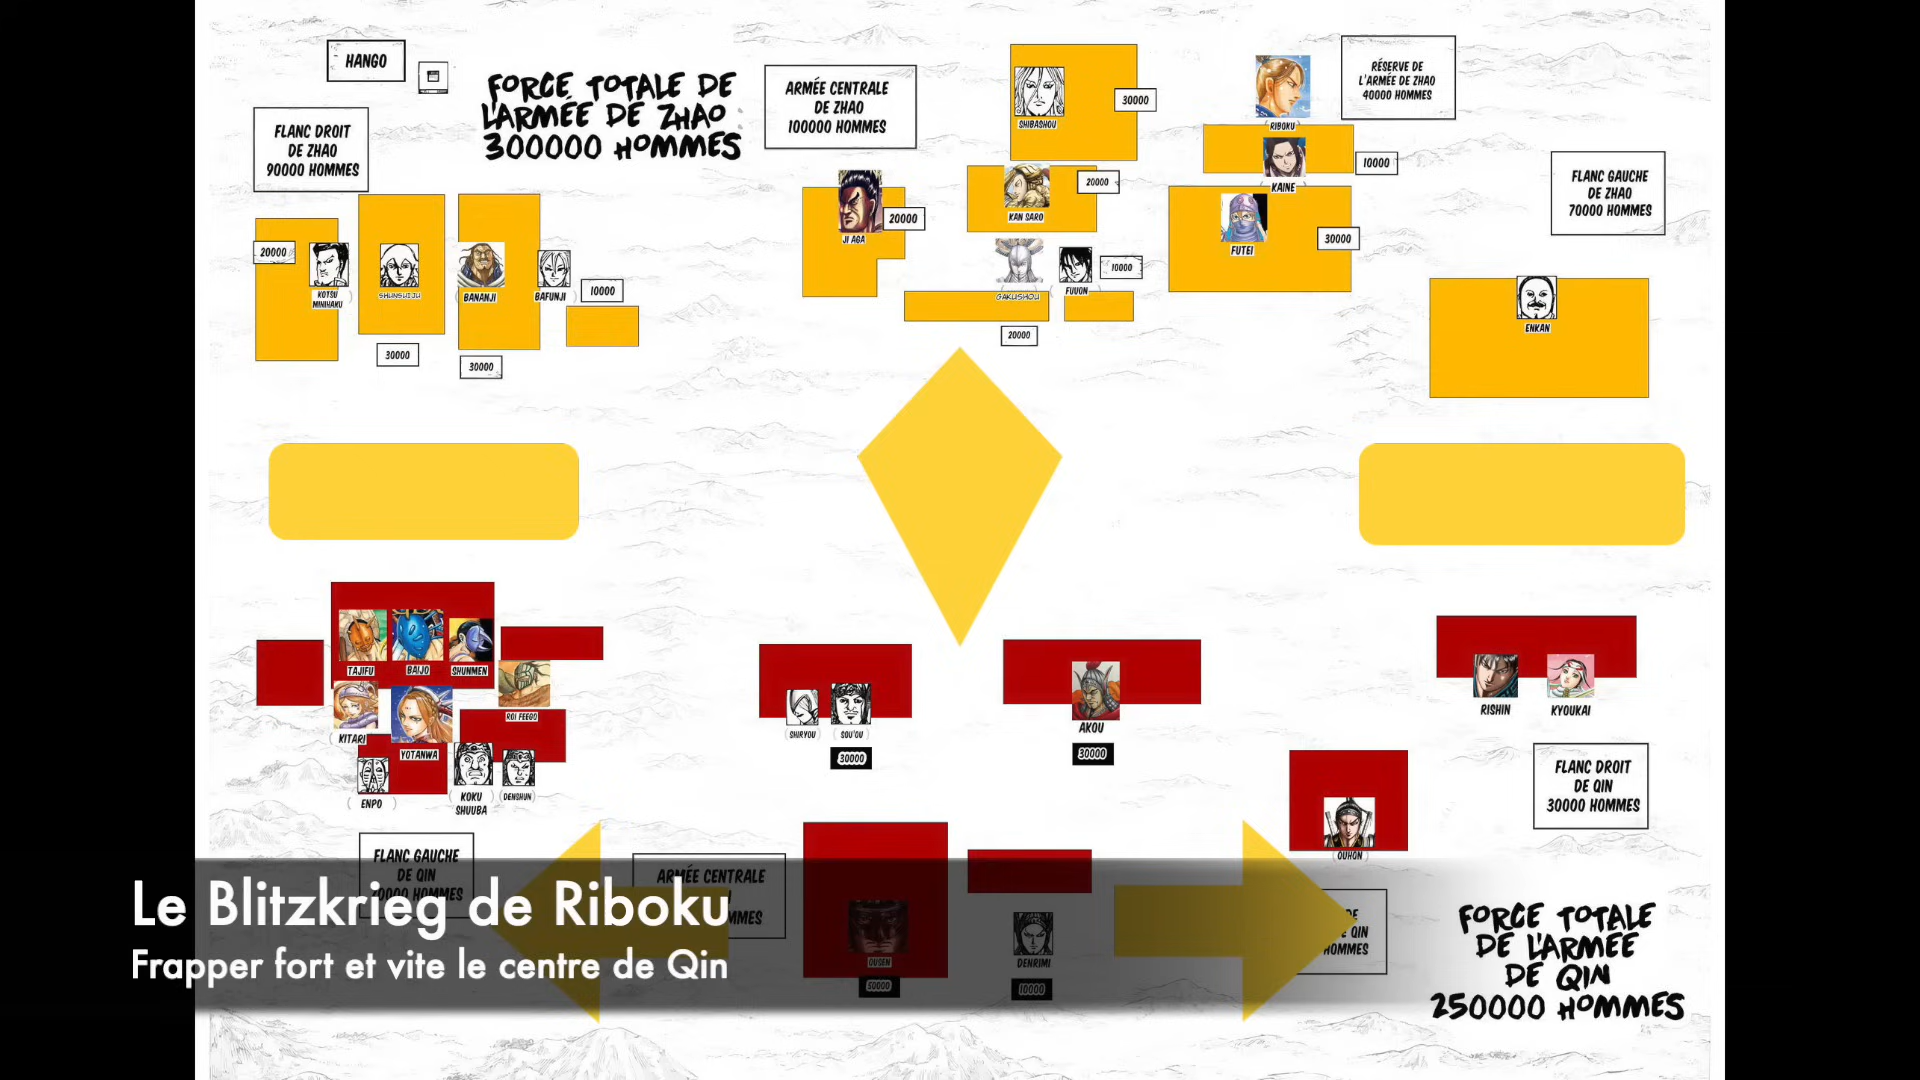 HANGO
FORCE TOTALE DE
L'ARMÉE DE ZHAO
300000 HOMMES
FLANC DROIT
DE ZHAO
90000 HOMMES
ARMÉE CENTRALE
DE ZHAO
100000 HOMMES
RÉSERVE DE
L'ARMÉE DE ZHAO
40000 HOMMES
FLANC GAUCHE
DE ZHAO
70000 HOMMES
SHIBASHOU
30000
RIBOKU
10000
KAINE
20000
KAN SARO
20000
JI AGA
FUTEI
30000
20000
KOTSU
MINIHAKU
SHUNSUIJU
BANANJI
BAFUNJI
10000
30000
30000
GAKUSHOU
FUUON
10000
20000
ENKAN
TAJIFU
BAIJO
SHUNMEN
KITARI
YOTANWA
ROI FEEGO
ENPO
KOKU
SHUUBA
DENSHUN
SHIRYOU
SOU'OU
30000
AKOU
30000
RISHIN
KYOUKAI
FLANC DROIT
DE QIN
30000 HOMMES
OUHON
FLANC GAUCHE
DE QIN
HOMMES
ARMÉE CENTRALE
OUSEN
50000
DENRIMI
10000
QIN
HOMMES
FORCE TOTALE
DE L'ARMÉE
DE QIN
250000 HOMMES
Le Blitzkrieg de Riboku
Frapper fort et vite le centre de Qin